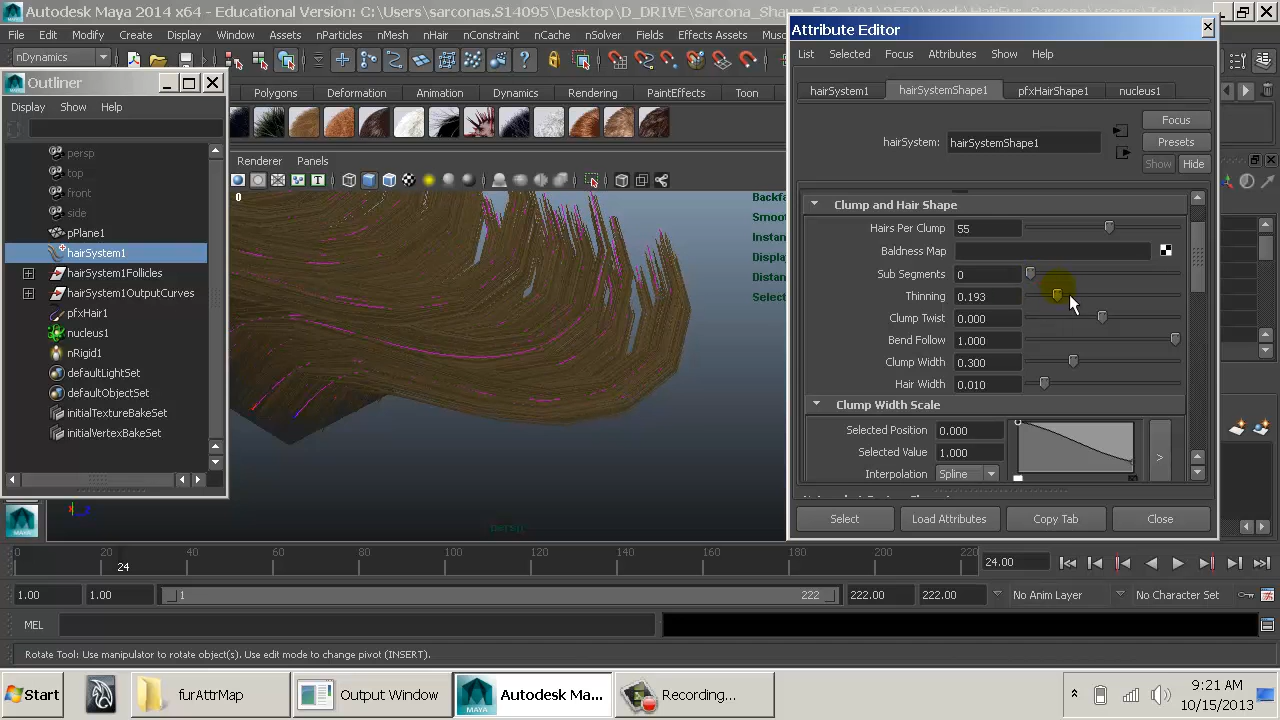 Autodesk Maya 2014 x64 - Educational Version: C:\Users\sarconas.S14095\Desktop\D_DRIVE\Sarcona_Shaun_F13_V01\2550\work\HairFur_
File Edit Create Display Window Assets nParticles nMesh nHair nConstraint nCache nSolver Fields Effects Assets
nDynamics
Outliner
Display Show Help
persp
top
front
side
pPlane1
hairSystem1
hairSystem1Follicles
hairSystem1OutputCurves
pfxHair1
nucleus1
nRigid1
defaultLightSet
defaultObjectSet
initialTextureBakeSet
initialVertexBakeSet
Polygons Deformation Animation Dynamics Rendering PaintEffects Toon
Renderer Panels
0
Backfa
Smoo
Instan
Displa
Distan
Selec
Attribute Editor
List Selected Focus Attributes Show Help
hairSystem1 hairSystemShape1 pfxHairShape1 nucleus1
hairSystem: hairSystemShape1
Focus
Presets
Show Hide
Clump and Hair Shape
Hairs Per Clump 55
Baldness Map
Sub Segments 0
Thinning 0.193
Clump Twist 0.000
Bend Follow 1.000
Clump Width 0.300
Hair Width 0.010
Clump Width Scale
Selected Position 0.000
Selected Value 1.000
Interpolation Spline
>
Select Load Attributes Copy Tab Close
0 20 40 60 80 100 120 140 160 180 200 220
24
24.00
1.00 1.00 1 222 222.00 222.00 No Anim Layer No Character Set
MEL
Rotate Tool: Use manipulator to rotate object(s). Use edit mode to change pivot (INSERT).
Start furAttrMap Output Window Autodesk Ma... Recording... 9:21 AM
10/15/2013